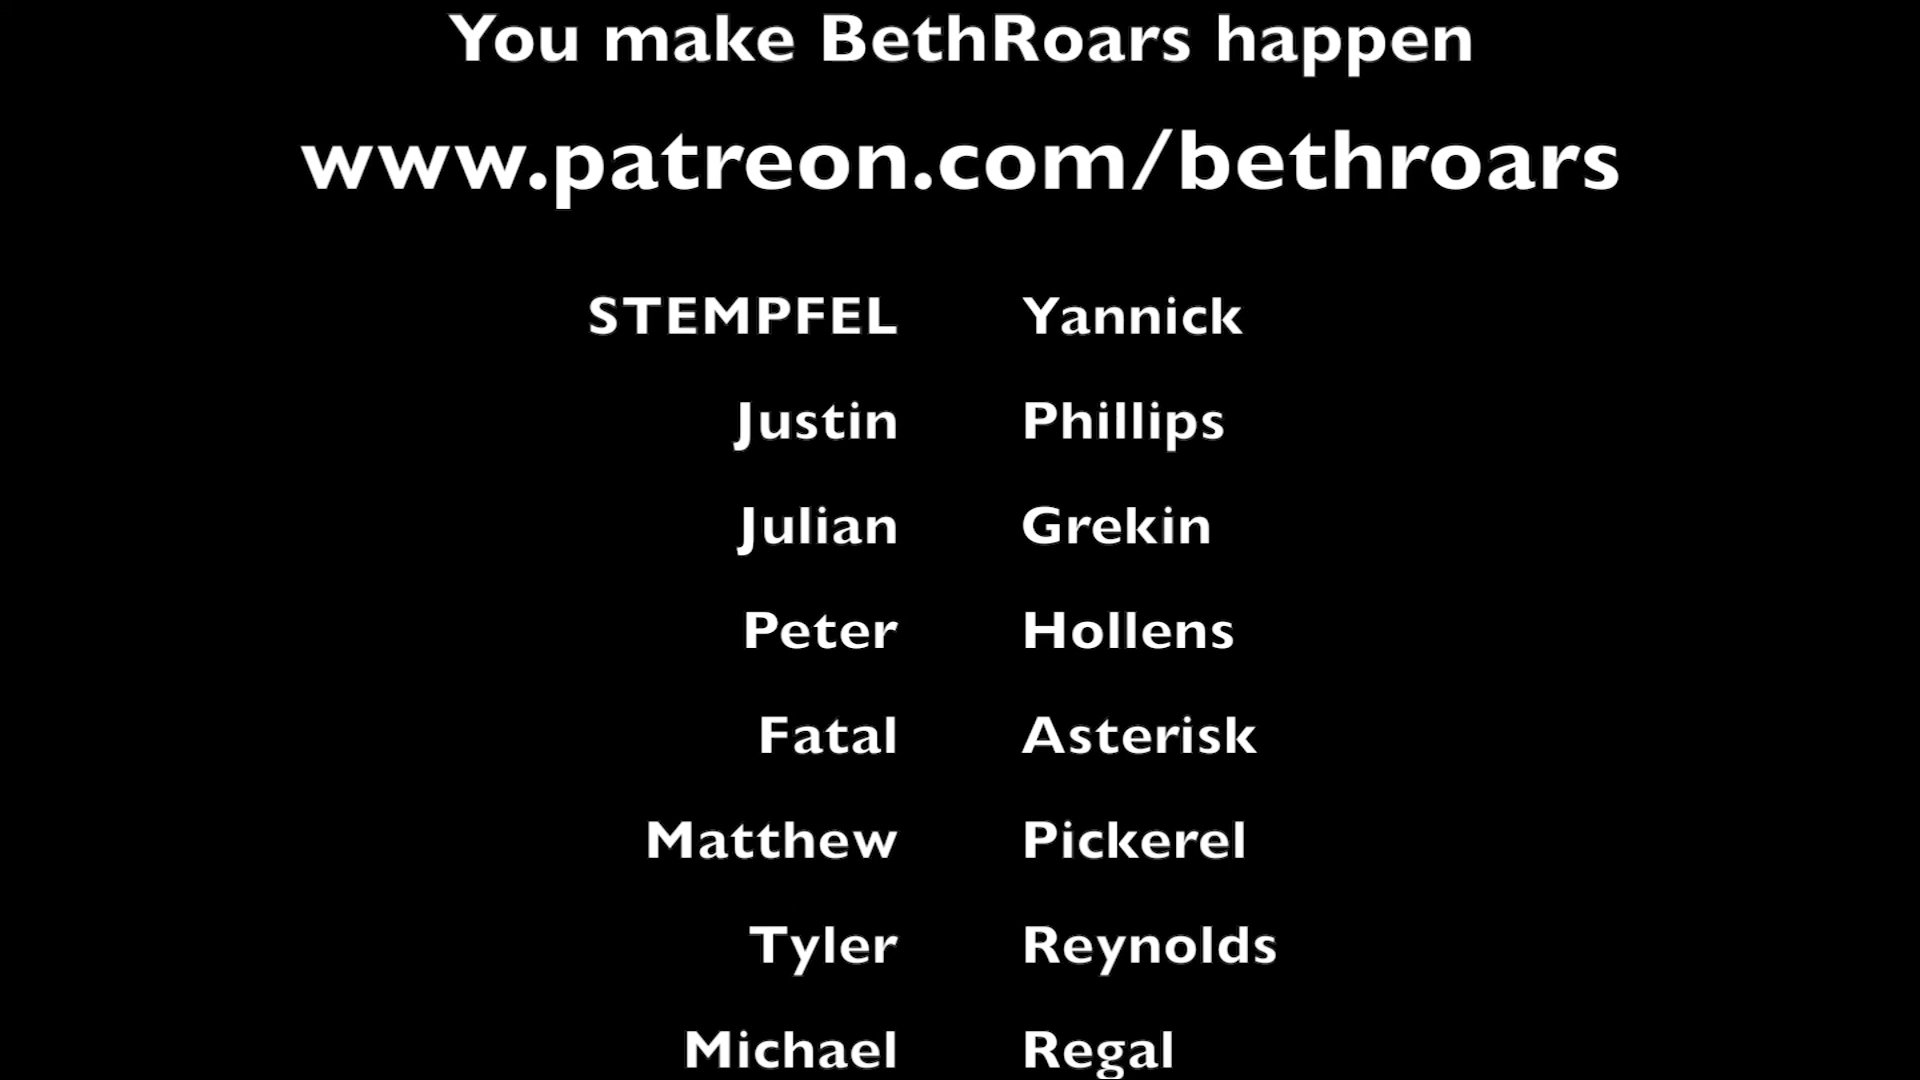 You make BethRoars happen
www.patreon.com/bethroars
STEMPFEL Yannick
Justin Phillips
Julian Grekin
Peter Hollens
Fatal Asterisk
Matthew Pickerel
Tyler Reynolds
Michael Regal